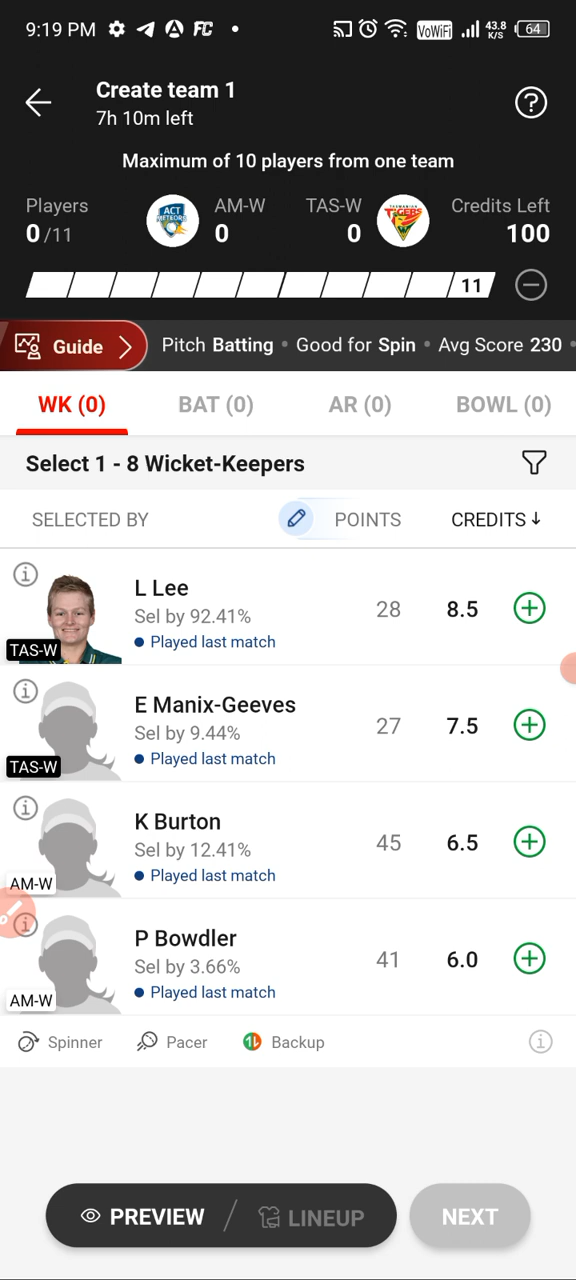 9:19 PM FC VoWiFi 43.8 K/S 64
Create team 1
7h 10m left
Maximum of 10 players from one team
Players AM-W TAS-W Credits Left
0/11 ACT METEORS 0 0 TASMANIAN TIGERS 100
11
Guide Pitch Batting • Good for Spin • Avg Score 230 •
WK (0) BAT (0) AR (0) BOWL (0)
Select 1 - 8 Wicket-Keepers
SELECTED BY POINTS CREDITS ↓
L Lee
Sel by 92.41% 28 8.5
Played last match
TAS-W
E Manix-Geeves
Sel by 9.44% 27 7.5
Played last match
TAS-W
K Burton
Sel by 12.41% 45 6.5
Played last match
AM-W
P Bowdler
Sel by 3.66% 41 6.0
Played last match
AM-W
Spinner Pacer Backup
PREVIEW / LINEUP NEXT